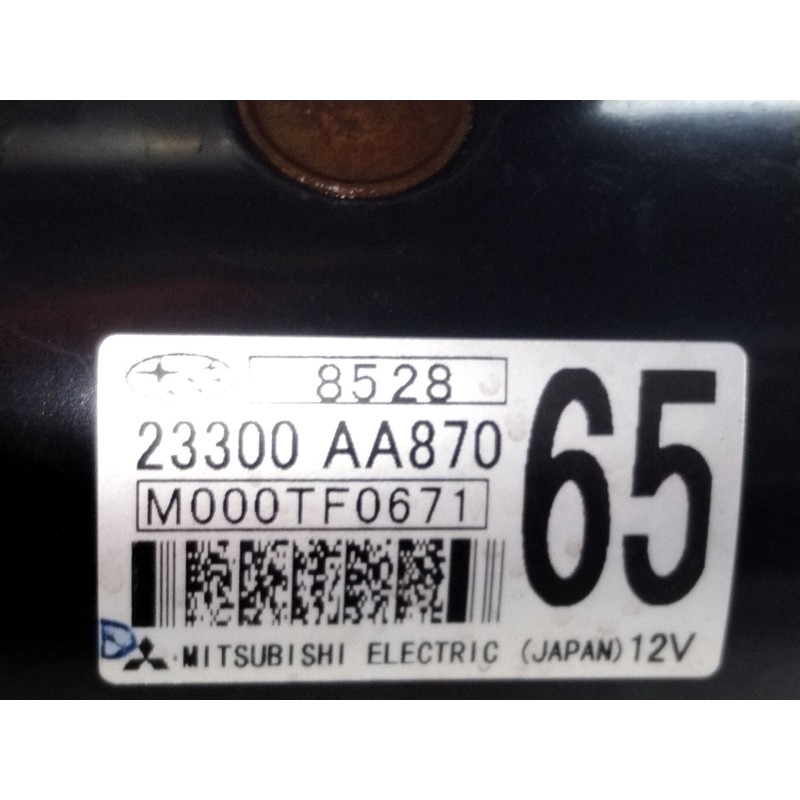 8528
23300 AA870
M000TF0671
65
D
MITSUBISHI ELECTRIC (JAPAN) 12V